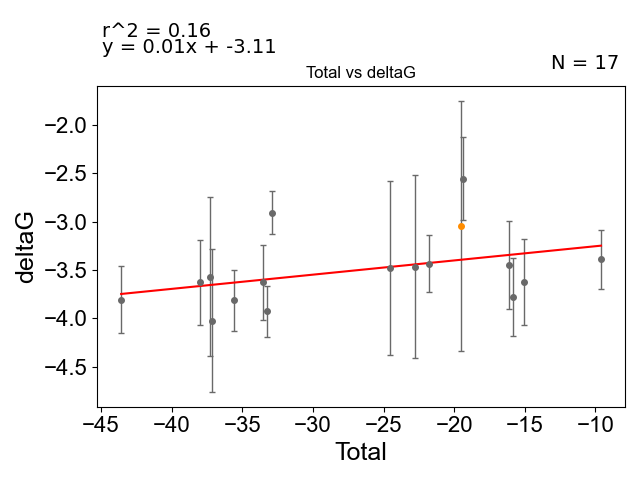 r^2 = 0.16
y = 0.01x + -3.11
N = 17
Total vs deltaG
−2.0
−2.5
−3.0
−3.5
−4.0
−4.5
deltaG
−45 −40 −35 −30 −25 −20 −15 −10
Total